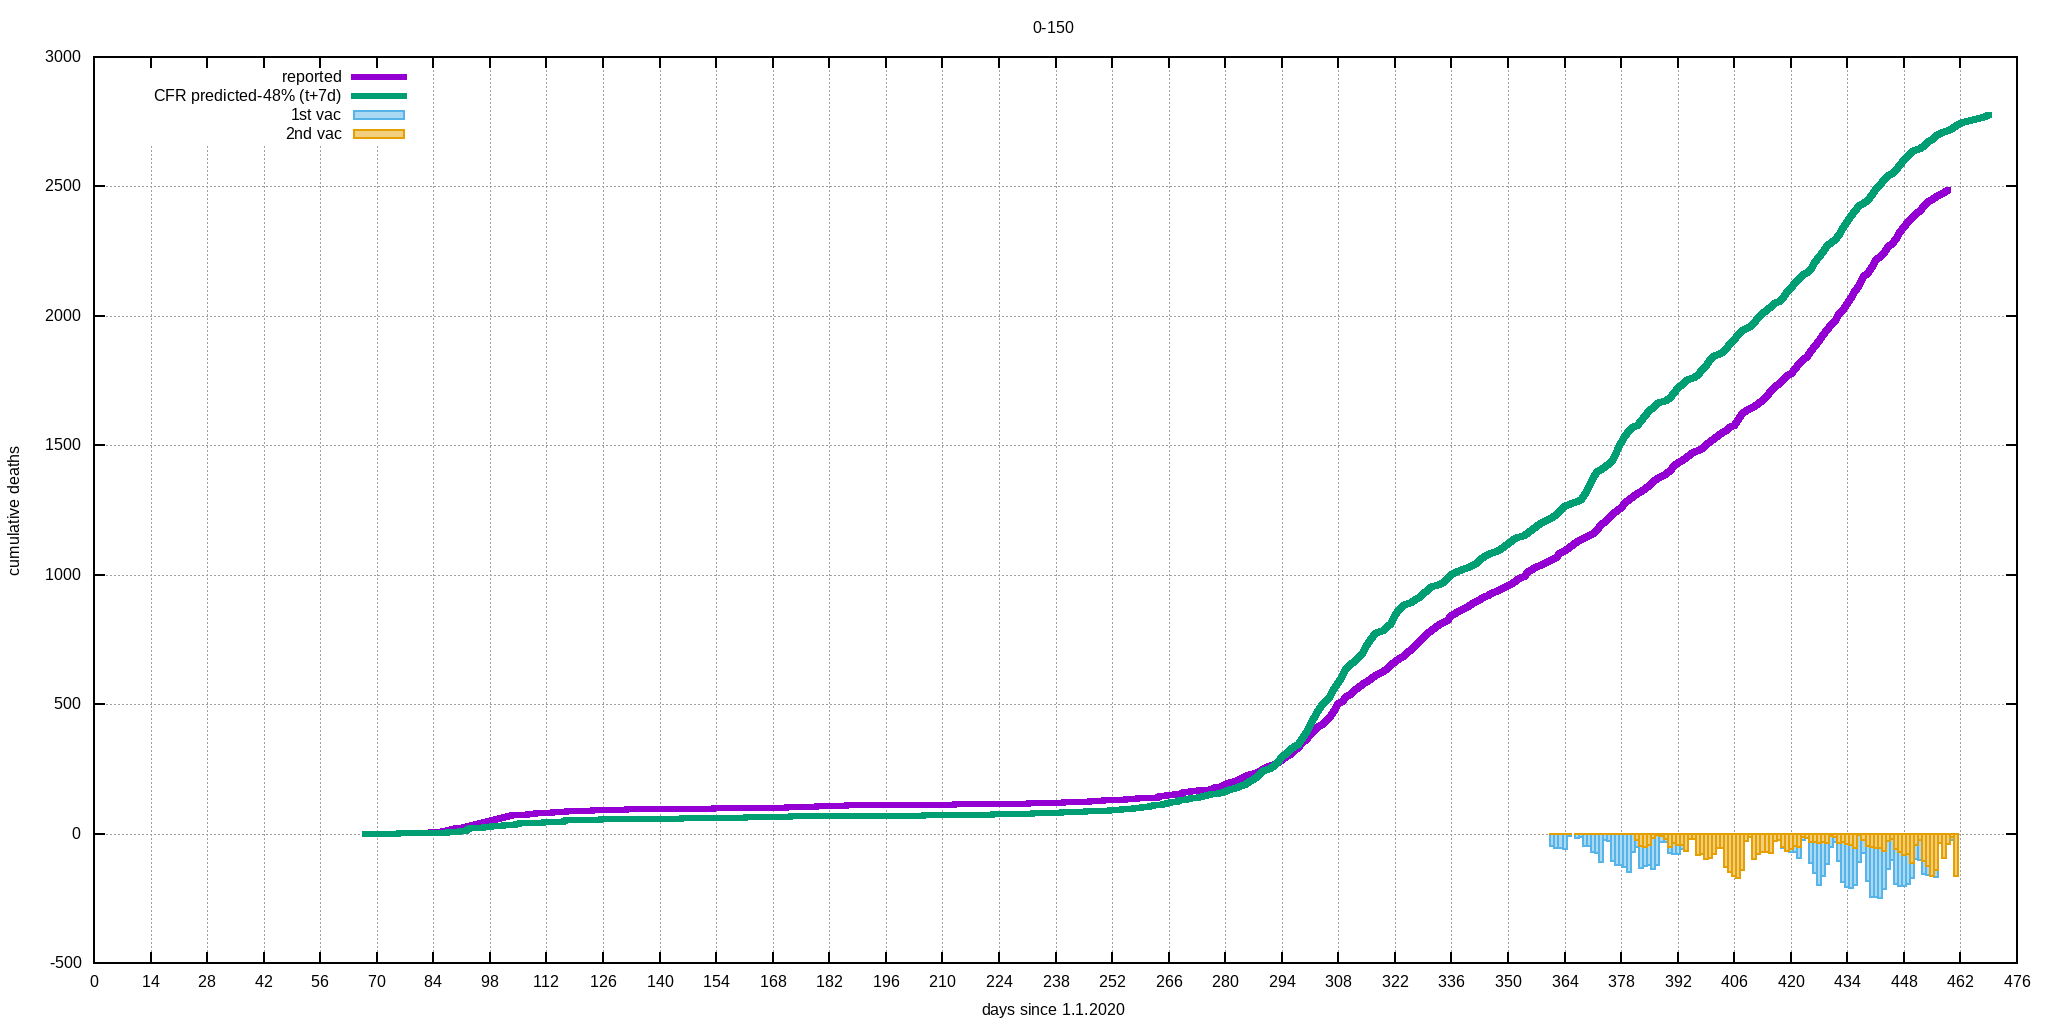 0-150
3000
2500
2000
1500
1000
500
0
-500
cumulative deaths
reported
CFR predicted-48% (t+7d)
1st vac
2nd vac
0 14 28 42 56 70 84 98 112 126 140 154 168 182 196 210 224 238 252 266 280 294 308 322 336 350 364 378 392 406 420 434 448 462 476
days since 1.1.2020